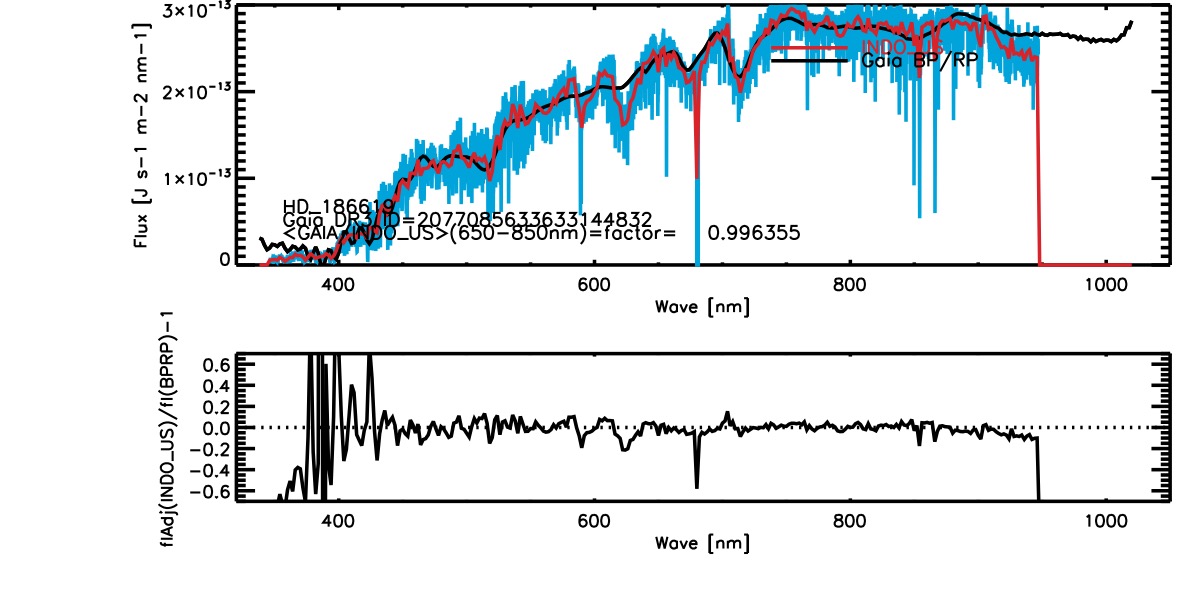 3×10−13
2×10−13
1×10−13
0
Flux [J s−1 m−2 nm−1]
INDO_US
Gaia BP/RP
HD_186619
Gaia DR3 ID=2077085633633144832
<GAIA/INDO_US>(650−850nm)=factor= 0.996355
400 600 800 1000
Wave [nm]
0.6
0.4
0.2
0.0
−0.2
−0.4
−0.6
flAdj(INDO_US)/fl(BPRP)−1
400 600 800 1000
Wave [nm]